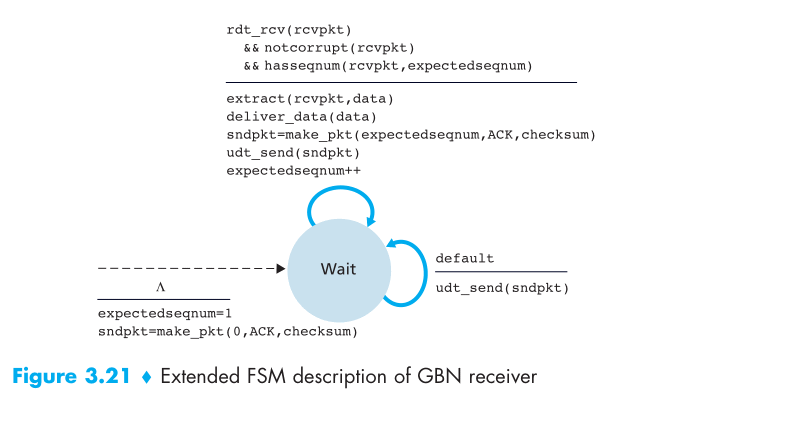 rdt_rcv(rcvpkt)
&& notcorrupt(rcvpkt)
&& hasseqnum(rcvpkt,expectedseqnum)
extract(rcvpkt,data)
deliver_data(data)
sndpkt=make_pkt(expectedseqnum,ACK,checksum)
udt_send(sndpkt)
expectedseqnum++
Wait
default
udt_send(sndpkt)
Λ
expectedseqnum=1
sndpkt=make_pkt(0,ACK,checksum)
Figure 3.21 ♦ Extended FSM description of GBN receiver